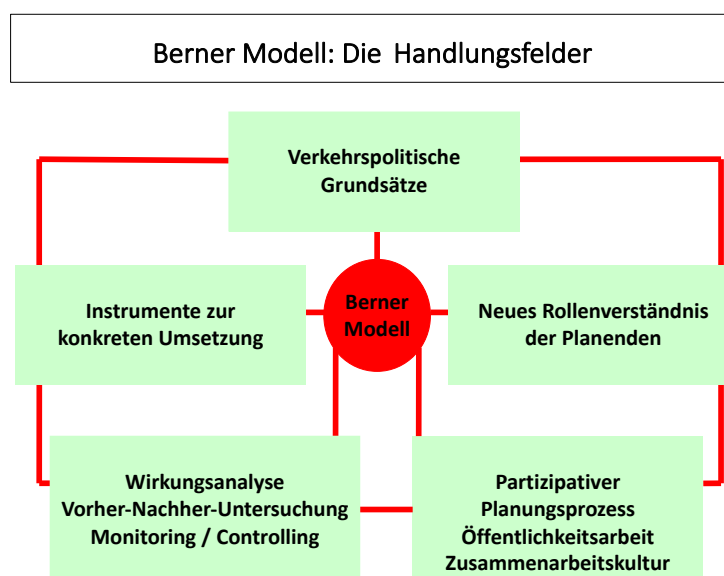 Berner Modell: Die Handlungsfelder
Verkehrspolitische
Grundsätze
Instrumente zur
konkreten Umsetzung
Berner
Modell
Neues Rollenverständnis
der Planenden
Wirkungsanalyse
Vorher-Nachher-Untersuchung
Monitoring / Controlling
Partizipativer
Planungsprozess
Öffentlichkeitsarbeit
Zusammenarbeitskultur